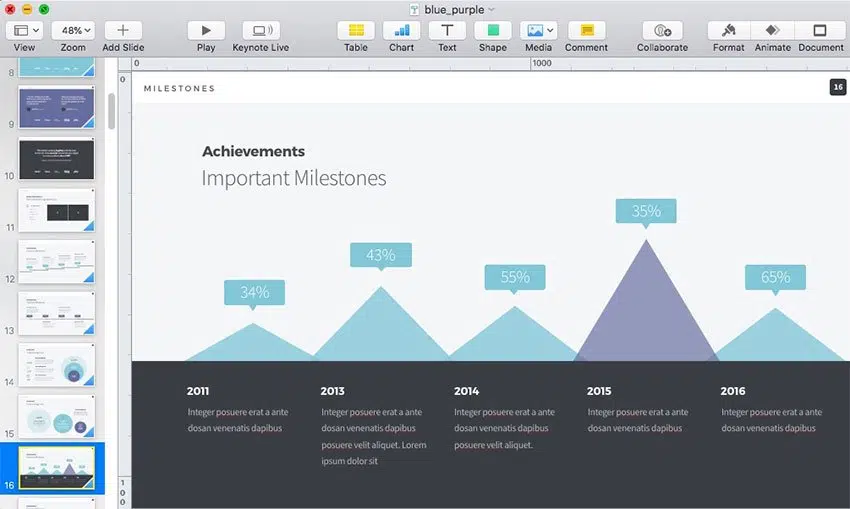 blue_purple
View
48%
Zoom
Add Slide
Play
Keynote Live
Table
Chart
Text
Shape
Media
Comment
Collaborate
Format
Animate
Document
0
1000
0
100
8
9
10
11
12
13
14
15
16
MILESTONES
16
Achievements
Important Milestones
34%
43%
55%
35%
65%
2011
Integer posuere erat a ante
dosan venenatis dapibus
2013
Integer posuere erat a ante
dosan venenatis dapibus
posuere velit aliquet. Lorem
ipsum dolor sit
2014
Integer posuere erat a ante
dosan venenatis dapibus
posuere velit aliquet.
2015
Integer posuere erat a ante
dosan venenatis dapibus
2016
Integer posuere erat a ante
dosan venenatis dapibus